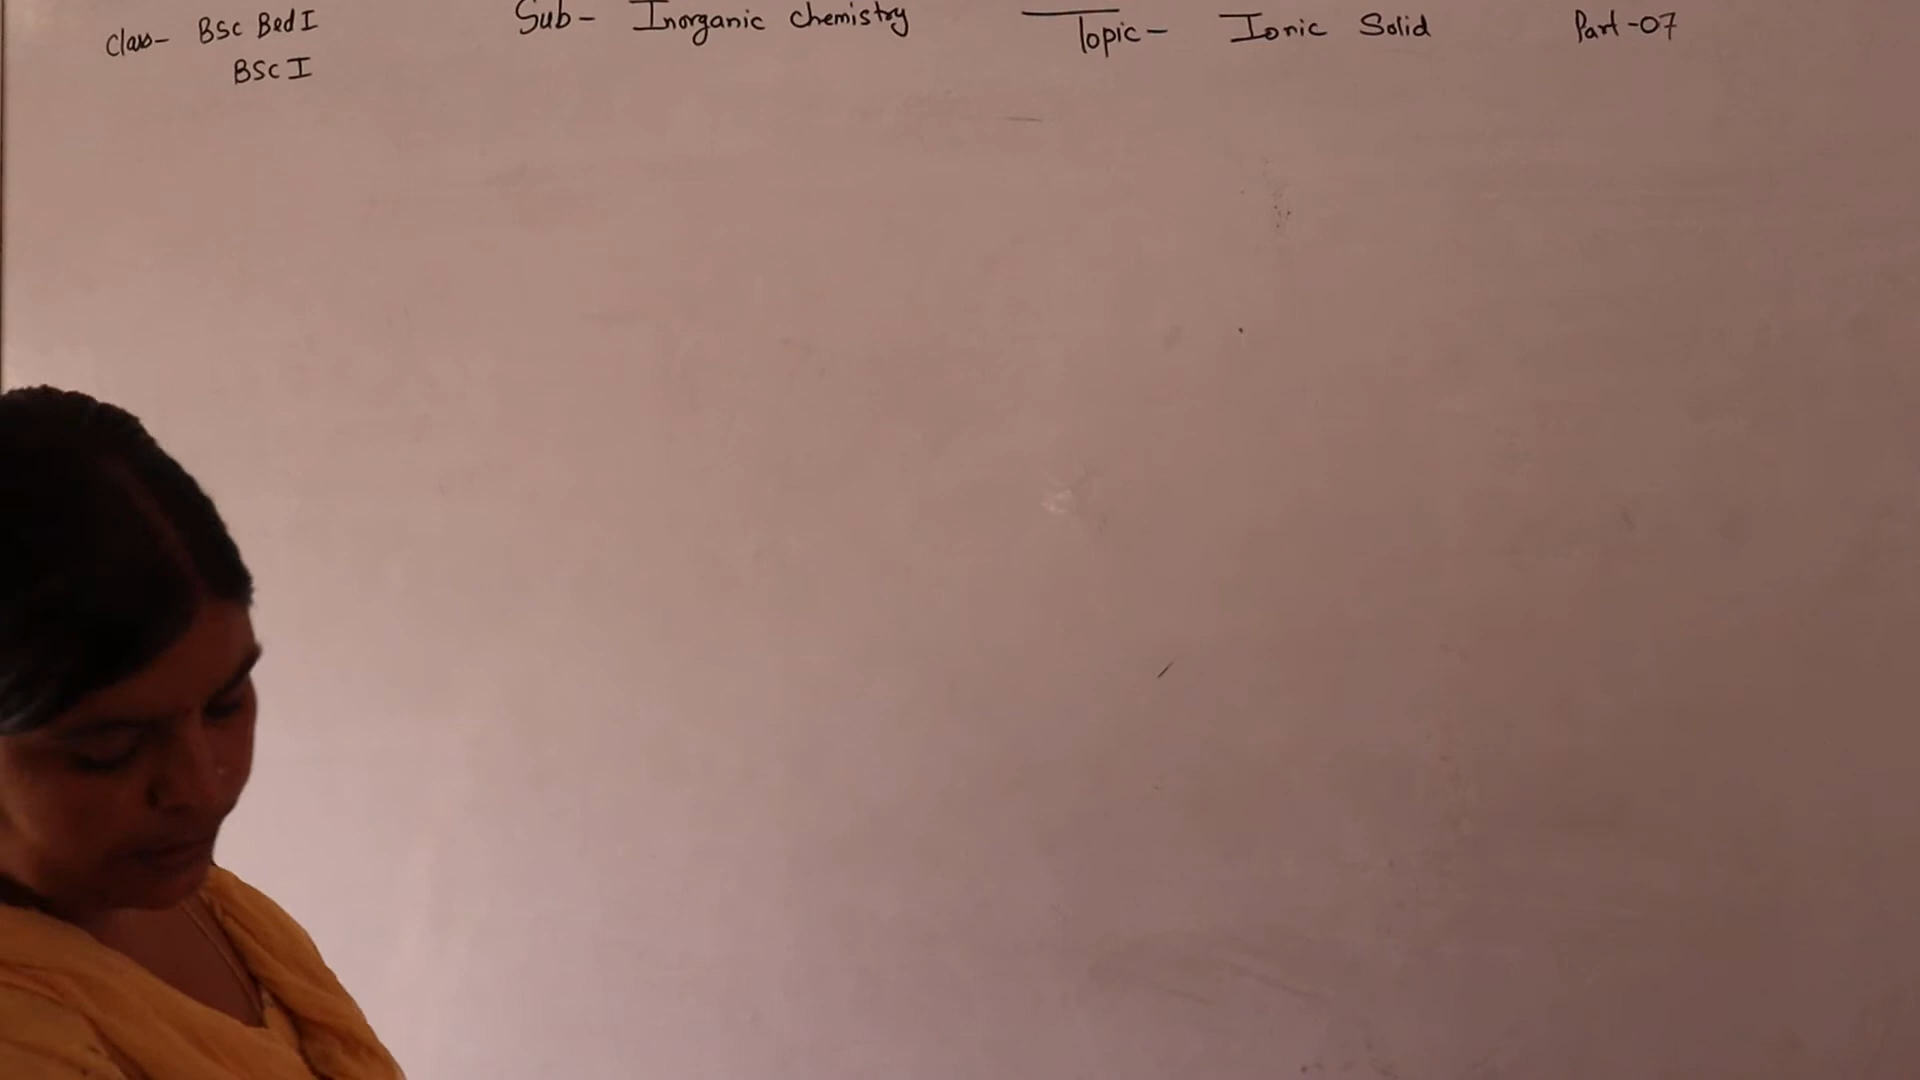 Class- BSc Bed I Sub- Inorganic chemistry Topic- Ionic Solid Part-07
BSc I